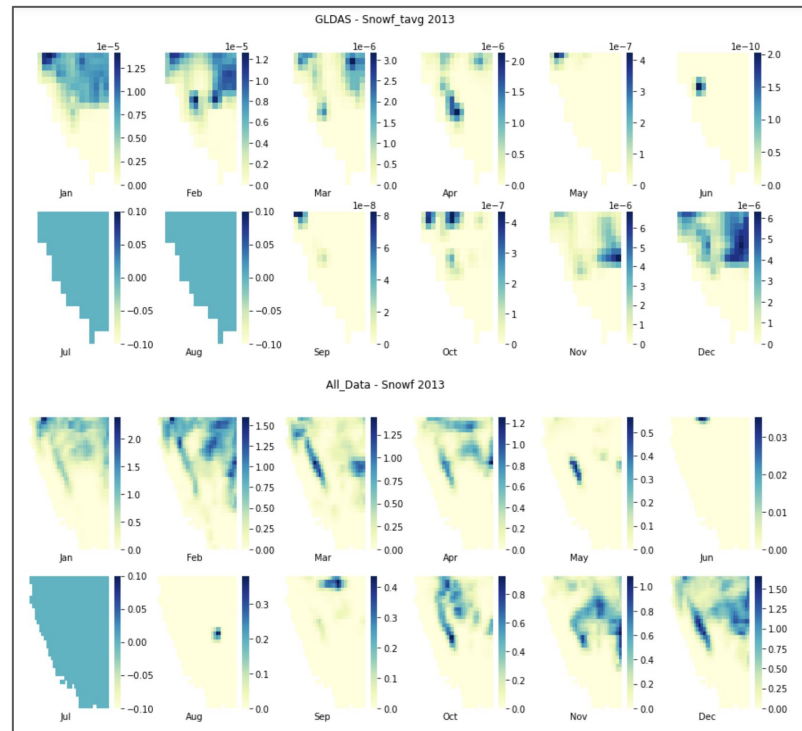 GLDAS - Snowf_tavg 2013
1e-5 1e-5 1e-6 1e-6 1e-7 1e-10
1.25 1.00 0.75 0.50 0.25 0.00
1.2 1.0 0.8 0.6 0.4 0.2 0.0
3.0 2.5 2.0 1.5 1.0 0.5 0.0
2.0 1.5 1.0 0.5 0.0
4 3 2 1 0
2.0 1.5 1.0 0.5 0.0
Jan Feb Mar Apr May Jun
1e-8 1e-7 1e-6 1e-6
0.10 0.05 0.00 −0.05 −0.10
0.10 0.05 0.00 −0.05 −0.10
8 7 6 5 4 3 2 1 0
4 3 2 1 0
6 5 4 3 2 1 0
6 5 4 3 2 1 0
Jul Aug Sep Oct Nov Dec
All_Data - Snowf 2013
2.0 1.5 1.0 0.5 0.0
1.50 1.25 1.00 0.75 0.50 0.25 0.00
1.25 1.00 0.75 0.50 0.25 0.00
1.2 1.0 0.8 0.6 0.4 0.2 0.0
0.5 0.4 0.3 0.2 0.1 0.0
0.03 0.02 0.01 0.00
Jan Feb Mar Apr May Jun
0.10 0.05 0.00 −0.05 −0.10
0.3 0.2 0.1 0.0
0.4 0.3 0.2 0.1 0.0
0.8 0.6 0.4 0.2 0.0
1.0 0.8 0.6 0.4 0.2 0.0
1.50 1.25 1.00 0.75 0.50 0.25 0.00
Jul Aug Sep Oct Nov Dec